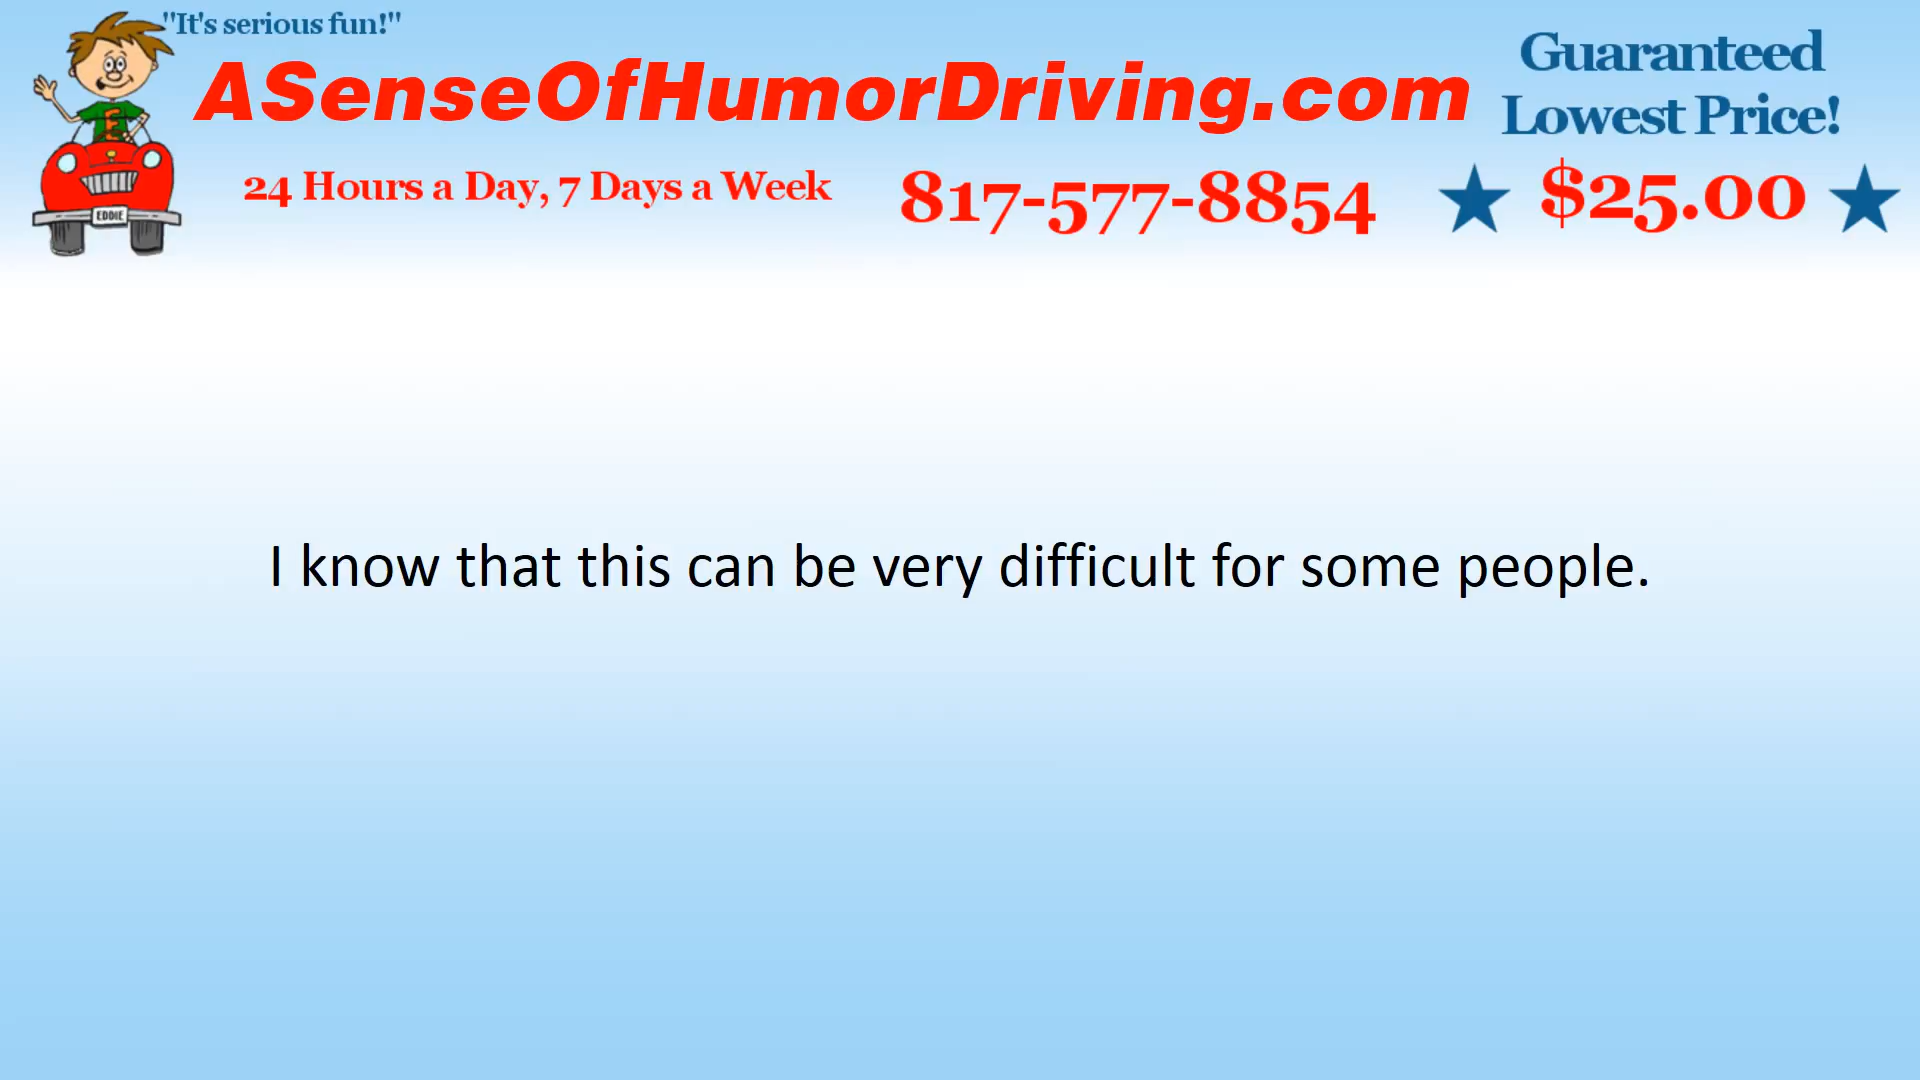 "It's serious fun!"
ASenseOfHumorDriving.com
Guaranteed
Lowest Price!
24 Hours a Day, 7 Days a Week
817-577-8854
$25.00
EDDIE
E
I know that this can be very difficult for some people.